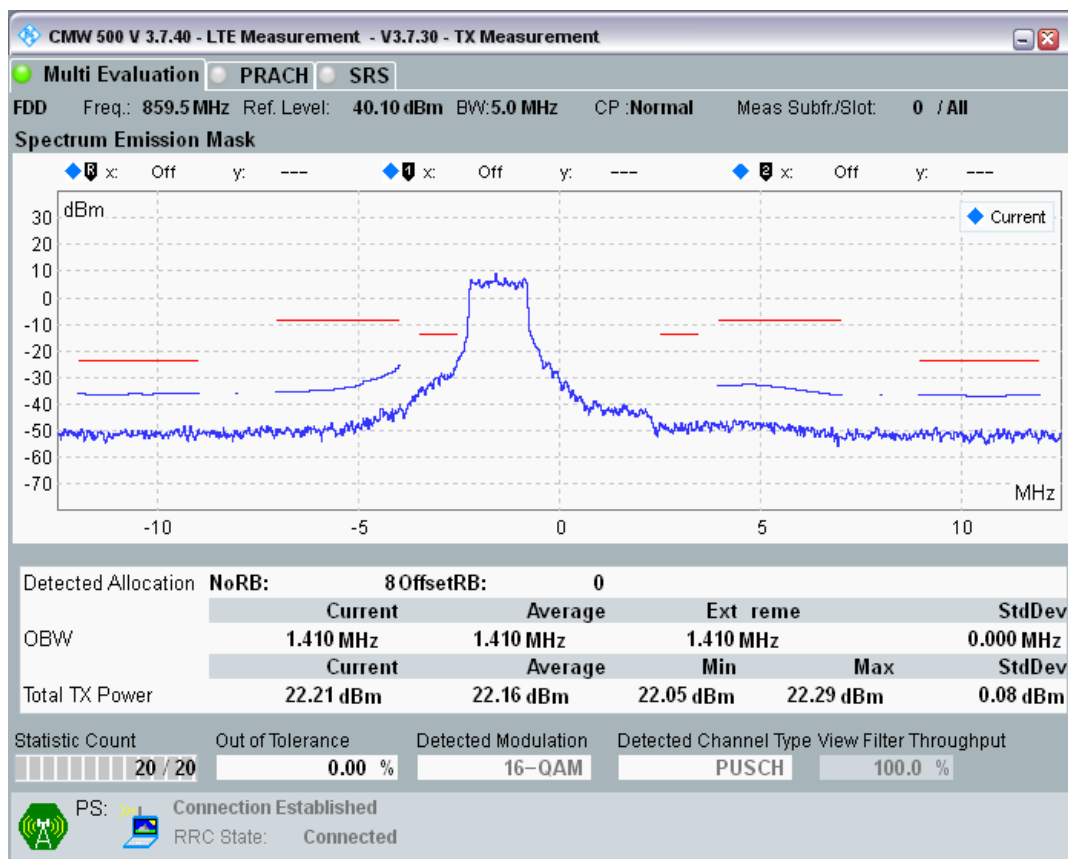 CMW 500 V 3.7.40 - LTE Measurement - V3.7.30 - TX Measurement
Multi Evaluation PRACH SRS
FDD Freq.: 859.5 MHz Ref. Level: 40.10 dBm BW:5.0 MHz CP :Normal Meas Subfr./Slot: 0 / All
Spectrum Emission Mask
R x: Off y: --- 1 x: Off y: --- 2 x: Off y: ---
dBm
Current
30
20
10
0
-10
-20
-30
-40
-50
-60
-70
MHz
-10 -5 0 5 10
Detected Allocation NoRB: 8 OffsetRB: 0
Current Average Ext reme StdDev
OBW 1.410 MHz 1.410 MHz 1.410 MHz 0.000 MHz
Current Average Min Max StdDev
Total TX Power 22.21 dBm 22.16 dBm 22.05 dBm 22.29 dBm 0.08 dBm
Statistic Count Out of Tolerance Detected Modulation Detected Channel Type View Filter Throughput
20 / 20 0.00 % 16-QAM PUSCH 100.0 %
PS: Connection Established
RRC State: Connected